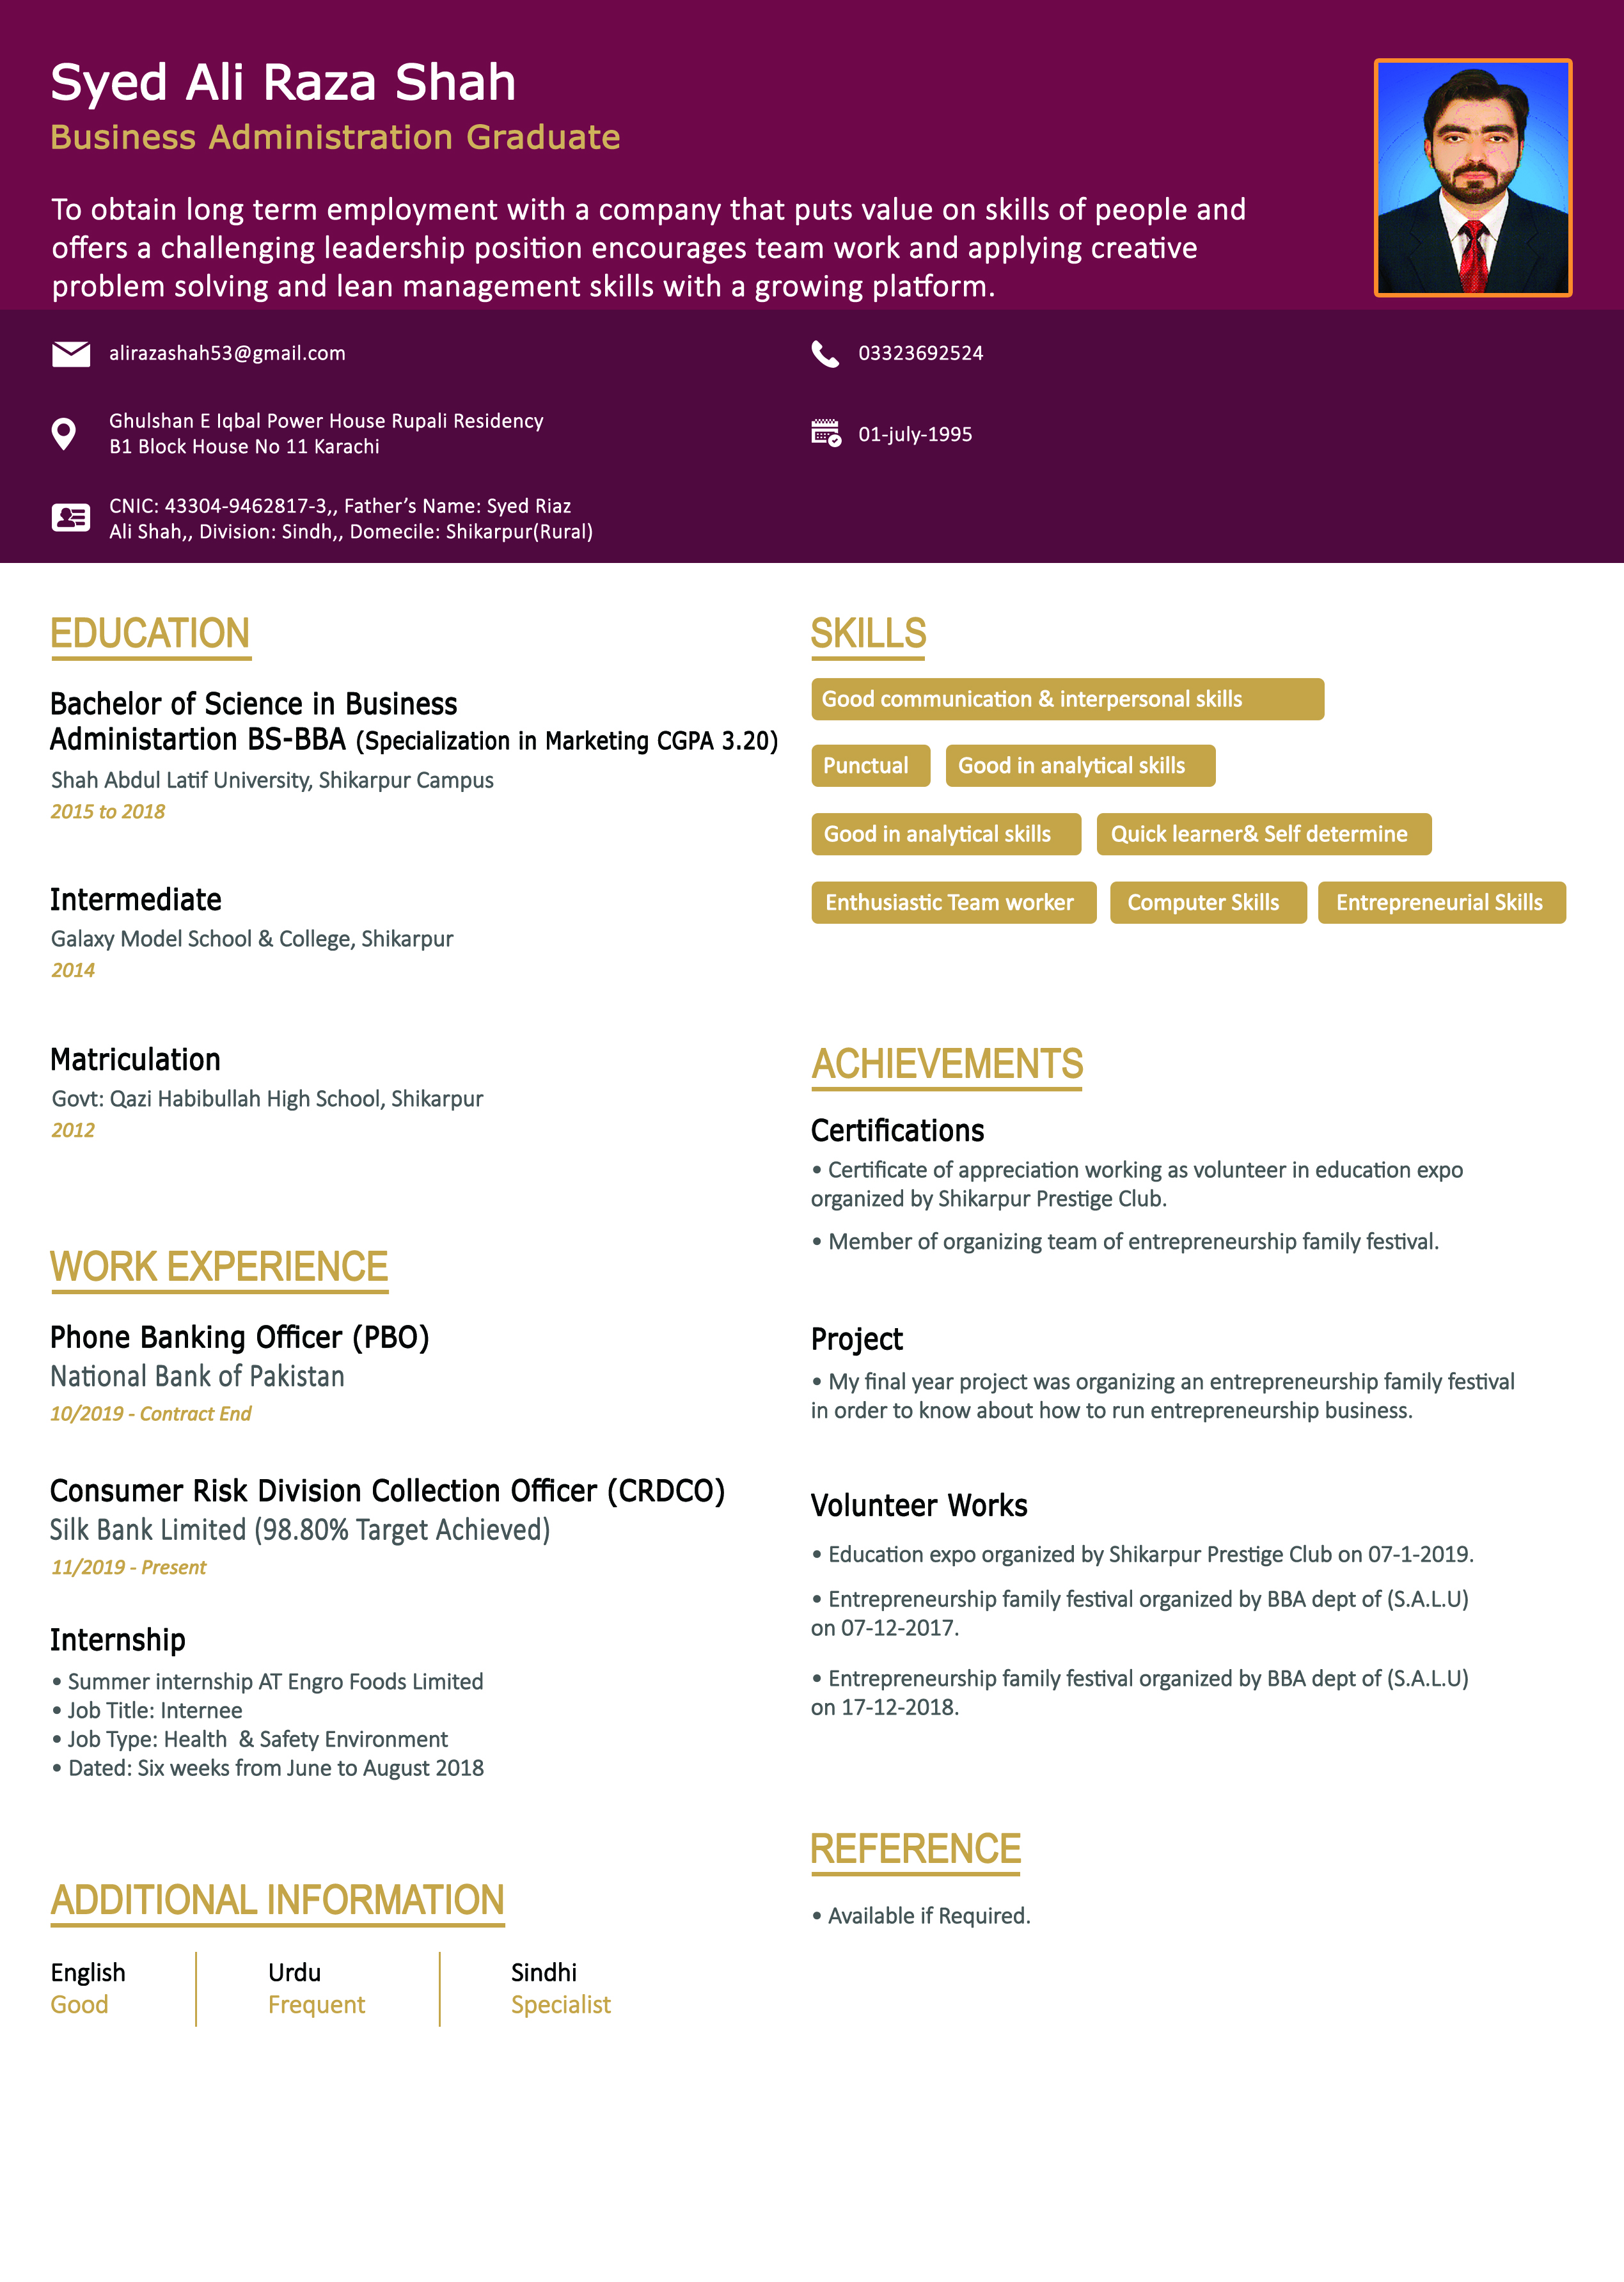 Syed Ali Raza Shah
Business Administration Graduate
To obtain long term employment with a company that puts value on skills of people and
offers a challenging leadership position encourages team work and applying creative
problem solving and lean management skills with a growing platform.
alirazashah53@gmail.com
03323692524
Ghulshan E Iqbal Power House Rupali Residency
B1 Block House No 11 Karachi
01-july-1995
CNIC: 43304-9462817-3,, Father’s Name: Syed Riaz
Ali Shah,, Division: Sindh,, Domecile: Shikarpur(Rural)
EDUCATION
Bachelor of Science in Business
Administartion BS-BBA (Specialization in Marketing CGPA 3.20)
Shah Abdul Latif University, Shikarpur Campus
2015 to 2018
Intermediate
Galaxy Model School & College, Shikarpur
2014
Matriculation
Govt: Qazi Habibullah High School, Shikarpur
2012
WORK EXPERIENCE
Phone Banking Officer (PBO)
National Bank of Pakistan
10/2019 - Contract End
Consumer Risk Division Collection Officer (CRDCO)
Silk Bank Limited (98.80% Target Achieved)
11/2019 - Present
Internship
• Summer internship AT Engro Foods Limited
• Job Title: Internee
• Job Type: Health & Safety Environment
• Dated: Six weeks from June to August 2018
ADDITIONAL INFORMATION
English Urdu Sindhi
Good Frequent Specialist
SKILLS
Good communication & interpersonal skills
Punctual Good in analytical skills
Good in analytical skills Quick learner& Self determine
Enthusiastic Team worker Computer Skills Entrepreneurial Skills
ACHIEVEMENTS
Certifications
• Certificate of appreciation working as volunteer in education expo
organized by Shikarpur Prestige Club.
• Member of organizing team of entrepreneurship family festival.
Project
• My final year project was organizing an entrepreneurship family festival
in order to know about how to run entrepreneurship business.
Volunteer Works
• Education expo organized by Shikarpur Prestige Club on 07-1-2019.
• Entrepreneurship family festival organized by BBA dept of (S.A.L.U)
on 07-12-2017.
• Entrepreneurship family festival organized by BBA dept of (S.A.L.U)
on 17-12-2018.
REFERENCE
• Available if Required.